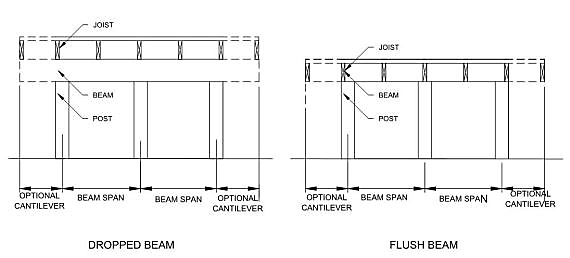 JOIST
BEAM
POST
OPTIONAL
CANTILEVER
BEAM SPAN
BEAM SPAN
OPTIONAL
CANTILEVER
DROPPED BEAM
JOIST
BEAM
POST
OPTIONAL
CANTILEVER
BEAM SPAN
BEAM SPAN
OPTIONAL
CANTILEVER
FLUSH BEAM